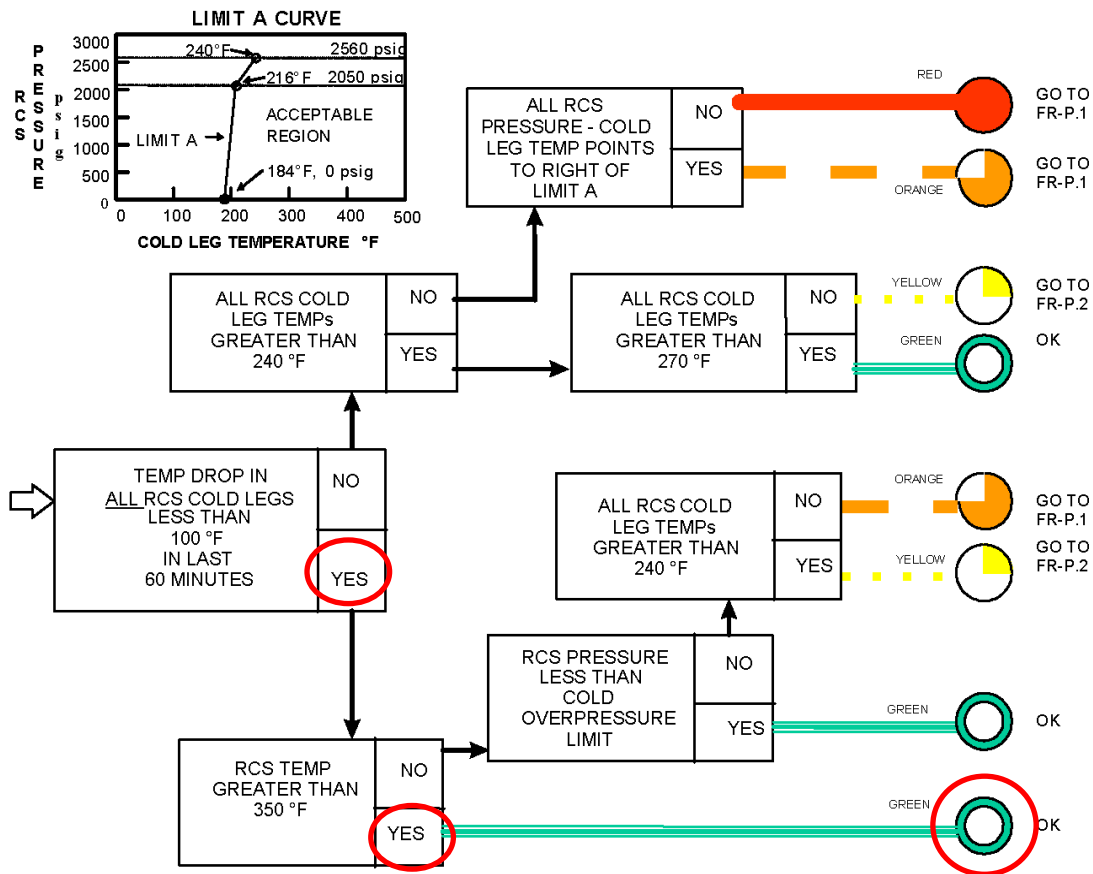 LIMIT A CURVE
PRESSURE
RCS
psig
3000
2500
2000
1500
1000
500
0
240°F
2560 psig
216°F
2050 psig
ACCEPTABLE
REGION
LIMIT A
184°F, 0 psig
0 100 200 300 400 500
COLD LEG TEMPERATURE °F
ALL RCS
PRESSURE - COLD
LEG TEMP POINTS
TO RIGHT OF
LIMIT A
NO
YES
RED
GO TO
FR-P.1
ORANGE
GO TO
FR-P.1
ALL RCS COLD
LEG TEMPs
GREATER THAN
240 °F
NO
YES
ALL RCS COLD
LEG TEMPs
GREATER THAN
270 °F
NO
YES
YELLOW
GO TO
FR-P.2
GREEN
OK
TEMP DROP IN
ALL RCS COLD LEGS
LESS THAN
100 °F
IN LAST
60 MINUTES
NO
YES
ALL RCS COLD
LEG TEMPs
GREATER THAN
240 °F
NO
YES
ORANGE
GO TO
FR-P.1
YELLOW
GO TO
FR-P.2
RCS PRESSURE
LESS THAN
COLD
OVERPRESSURE
LIMIT
NO
YES
GREEN
OK
RCS TEMP
GREATER THAN
350 °F
NO
YES
GREEN
OK